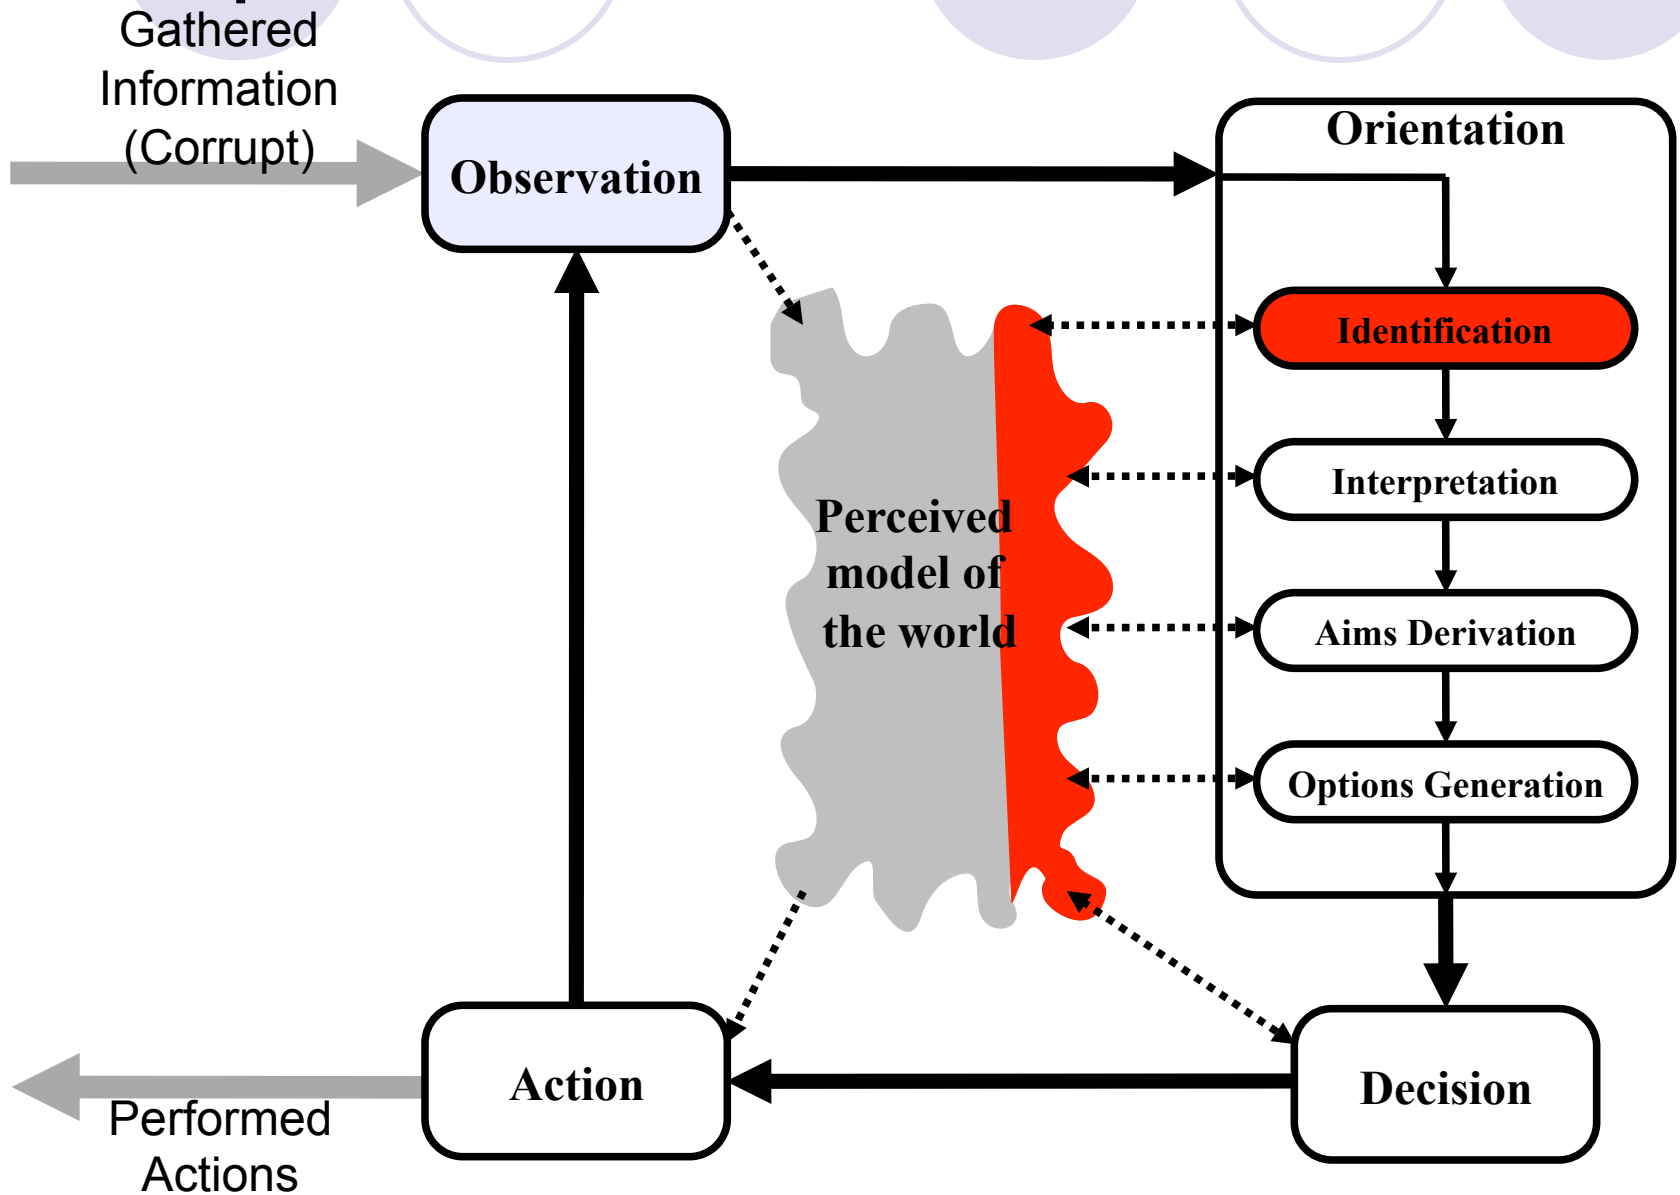 Gathered
Information
(Corrupt)
Observation
Orientation
Identification
Interpretation
Perceived
model of
the world
Aims Derivation
Options Generation
Action
Decision
Performed
Actions